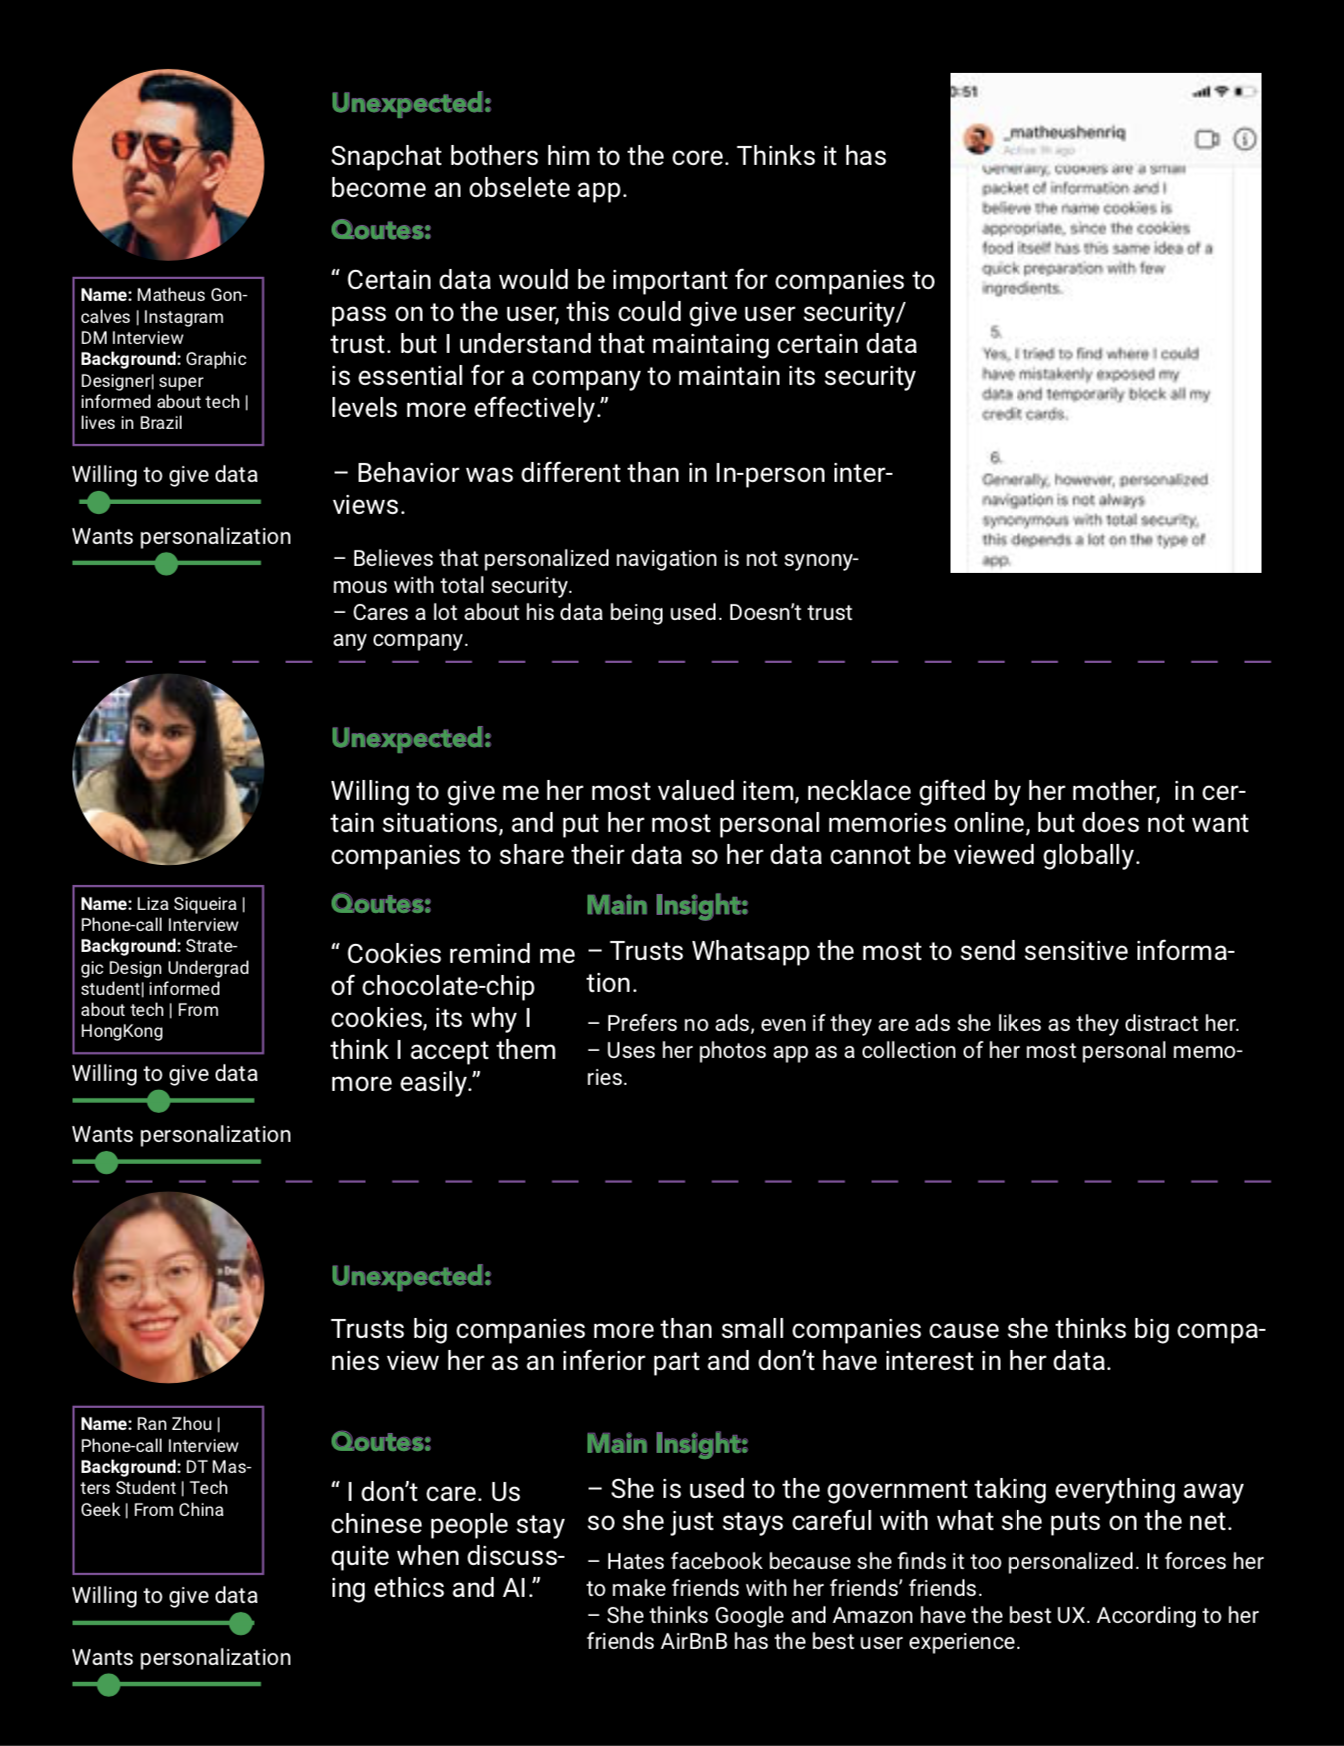 Unexpected:
Snapchat bothers him to the core. Thinks it has
become an obselete app.
Qoutes:
“ Certain data would be important for companies to
pass on to the user, this could give user security/
trust. but I understand that maintaing certain data
is essential for a company to maintain its security
levels more effectively.”
– Behavior was different than in In-person inter-
views.
– Believes that personalized navigation is not synony-
mous with total security.
– Cares a lot about his data being used. Doesn’t trust
any company.
Name: Matheus Gon-
calves | Instagram
DM Interview
Background: Graphic
Designer| super
informed about tech |
lives in Brazil
Willing to give data
Wants personalization
0:51
_matheushenriq
Active 1h ago
Generally, cookies are a small
packet of information and I
believe the name cookies is
appropriate, since the cookies
food itself has this same idea of a
quick preparation with few
ingredients.
5.
Yes, I tried to find where I could
have mistakenly exposed my
data and temporarily block all my
credit cards.
6.
Generally, however, personalized
navigation is not always
synonymous with total security,
this depends a lot on the type of
app.
Unexpected:
Willing to give me her most valued item, necklace gifted by her mother,  in cer-
tain situations, and put her most personal memories online, but does not want
companies to share their data so her data cannot be viewed globally.
Name: Liza Siqueira |
Phone-call Interview
Background: Strate-
gic Design Undergrad
student| informed
about tech | From
HongKong
Willing to give data
Wants personalization
Qoutes:
“ Cookies remind me
of chocolate-chip
cookies, its why I
think I accept them
more easily.”
Main Insight:
– Trusts Whatsapp the most to send sensitive informa-
tion.
– Prefers no ads, even if they are ads she likes as they distract her.
– Uses her photos app as a collection of her most personal memo-
ries.
Unexpected:
Trusts big companies more than small companies cause she thinks big compa-
nies view her as an inferior part and don’t have interest in her data.
Name: Ran Zhou |
Phone-call Interview
Background: DT Mas-
ters Student | Tech
Geek | From China
Willing to give data
Wants personalization
Qoutes:
“ I don’t care. Us
chinese people stay
quite when discuss-
ing ethics and AI.”
Main Insight:
– She is used to the government taking everything away
so she just stays careful with what she puts on the net.
– Hates facebook because she finds it too personalized. It forces her
to make friends with her friends’ friends.
– She thinks Google and Amazon have the best UX. According to her
friends AirBnB has the best user experience.